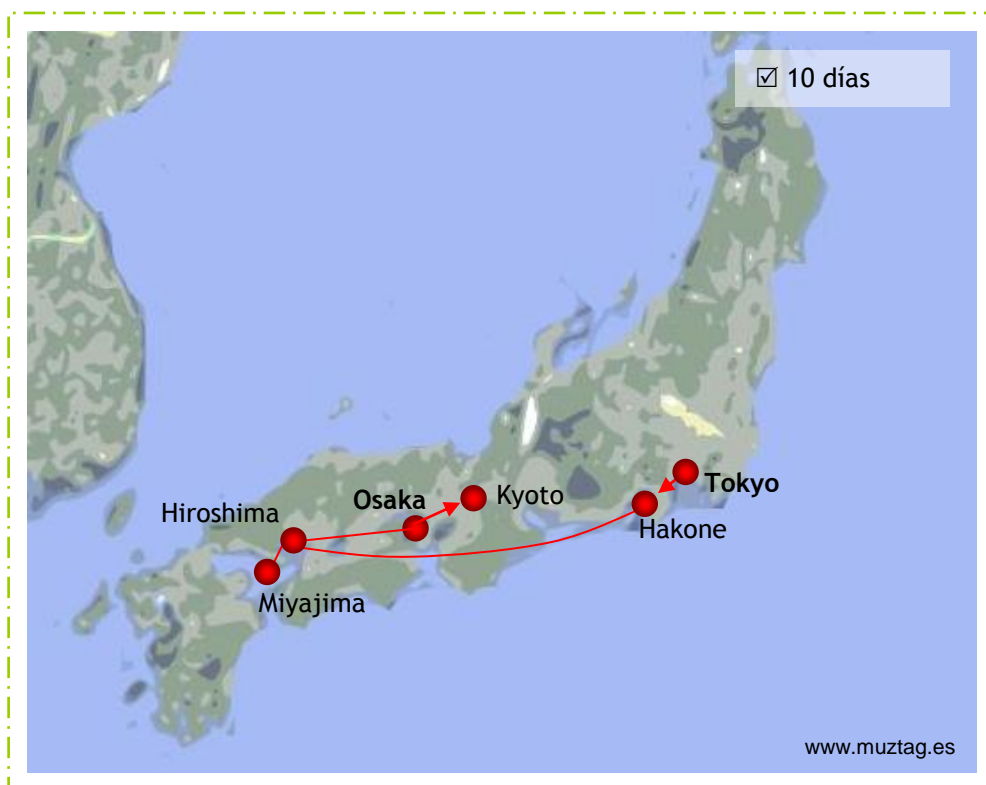 ☑ 10 días
Tokyo
Osaka
Kyoto
Hiroshima
Hakone
Miyajima
www.muztag.es